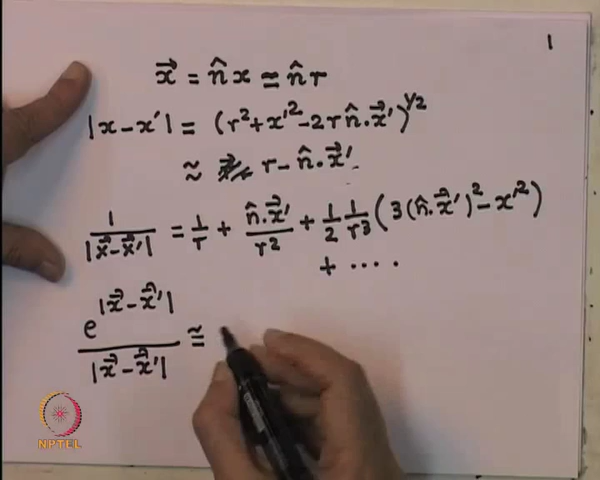 1
x⃗ = n̂ x ≃ n̂ r
|x-x'| = (r² + x'² - 2r n̂·x⃗')^1/2
≈ r - n̂·x⃗'
1/|x⃗-x⃗'| = 1/r + n̂·x⃗'/r² + 1/2 1/r³ (3(n̂·x⃗')² - x'²)
+ ....
e^|x⃗-x⃗'| / |x⃗-x⃗'| ≅
NPTEL